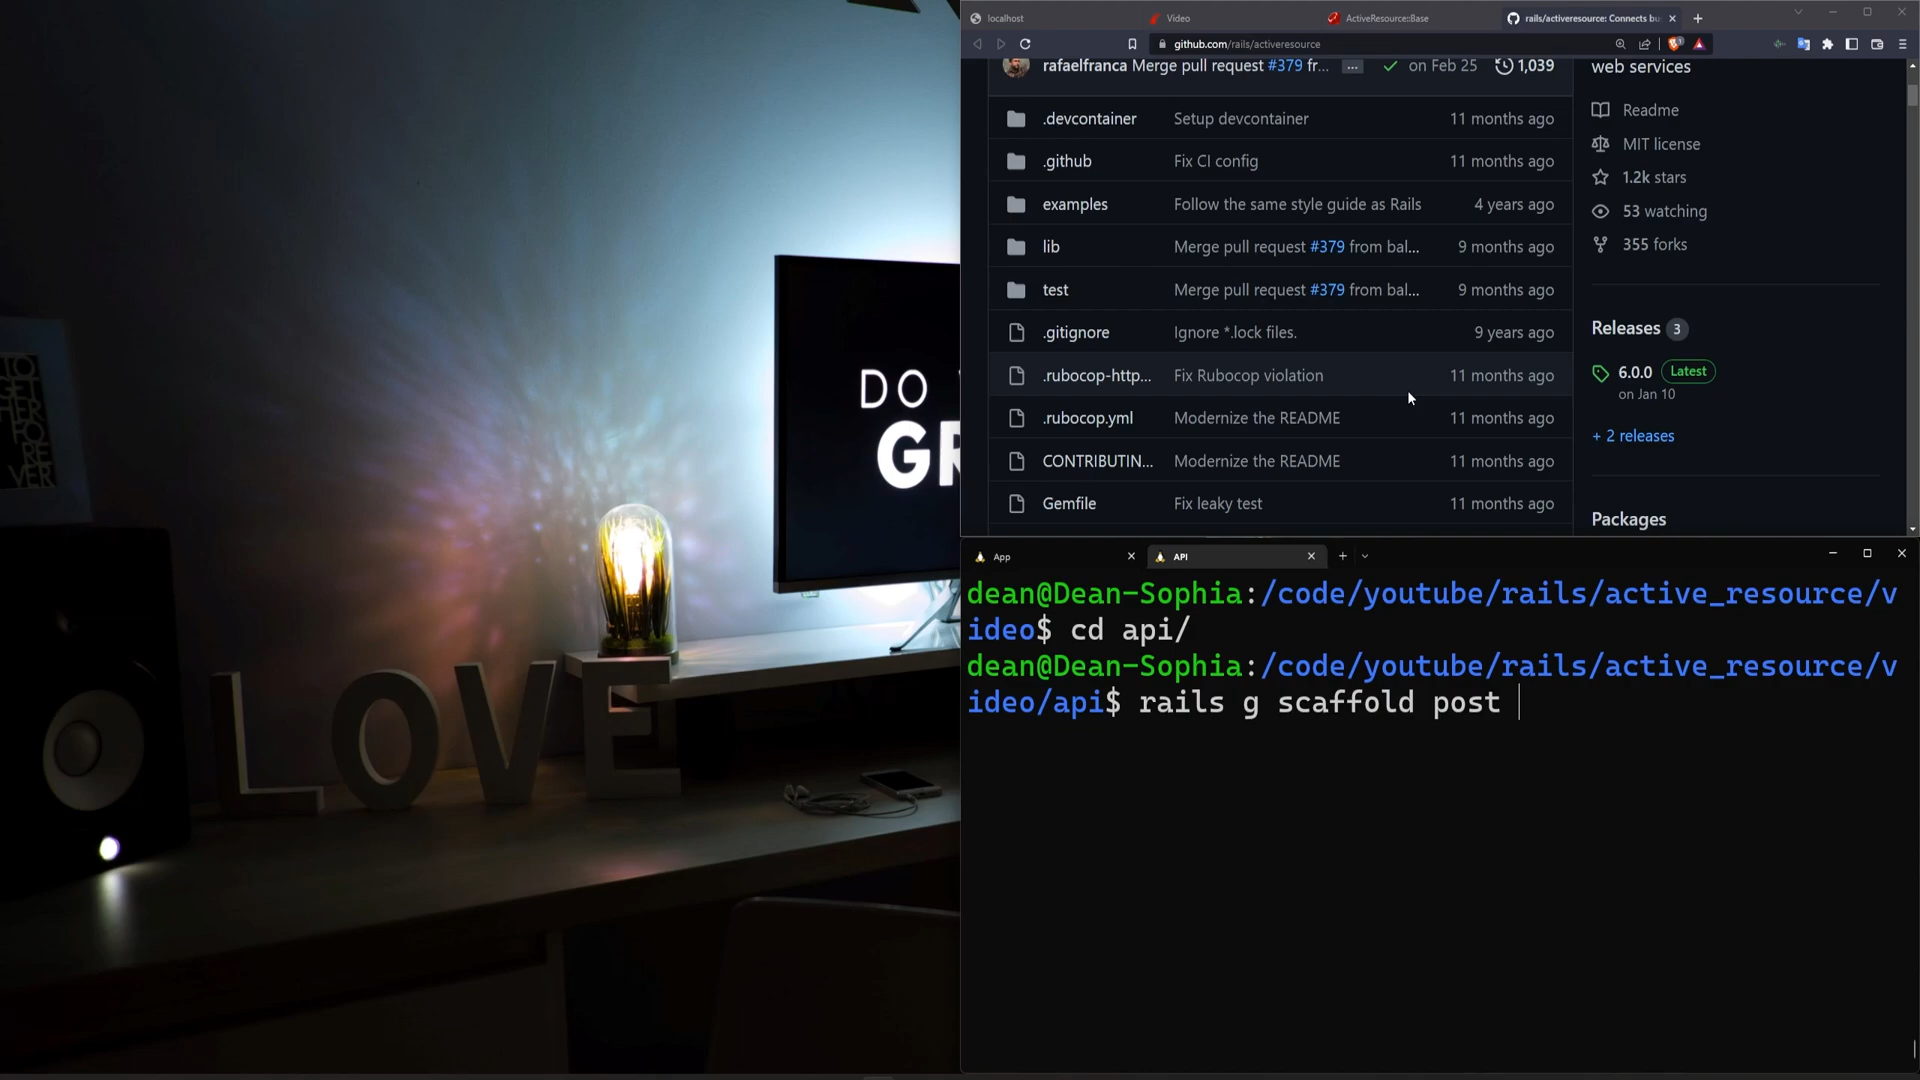 localhost
Video
ActiveResource::Base
rails/activeresource: Connects bu
github.com/rails/activeresource
rafaelfranca Merge pull request #379 fr... ... on Feb 25 1,039
.devcontainer Setup devcontainer 11 months ago
.github Fix CI config 11 months ago
examples Follow the same style guide as Rails 4 years ago
lib Merge pull request #379 from bal... 9 months ago
test Merge pull request #379 from bal... 9 months ago
.gitignore Ignore *.lock files. 9 years ago
.rubocop-http... Fix Rubocop violation 11 months ago
.rubocop.yml Modernize the README 11 months ago
CONTRIBUTIN... Modernize the README 11 months ago
Gemfile Fix leaky test 11 months ago
web services
Readme
MIT license
1.2k stars
53 watching
355 forks
Releases 3
6.0.0 Latest
on Jan 10
+ 2 releases
Packages
App
API
dean@Dean-Sophia:/code/youtube/rails/active_resource/v
ideo$ cd api/
dean@Dean-Sophia:/code/youtube/rails/active_resource/v
ideo/api$ rails g scaffold post
DO
GR
TO
GET
HER
FOR
E
VER
LOVE